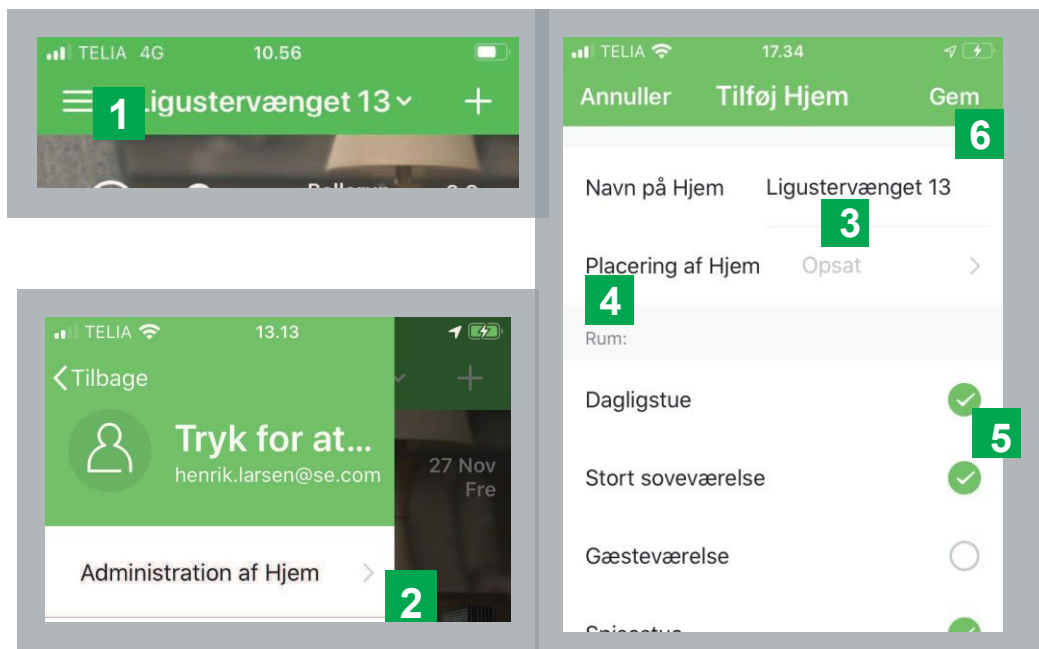 TELIA 4G 10.56
Ligustervænget 13 +
1
TELIA 13.13
Tilbage
Tryk for at...
henrik.larsen@se.com
27 Nov
Fre
Administration af Hjem
2
TELIA 17.34
Annuller Tilføj Hjem Gem
6
Navn på Hjem Ligustervænget 13
3
Placering af Hjem Opsat
4
Rum:
Dagligstue
5
Stort soveværelse
Gæsteværelse